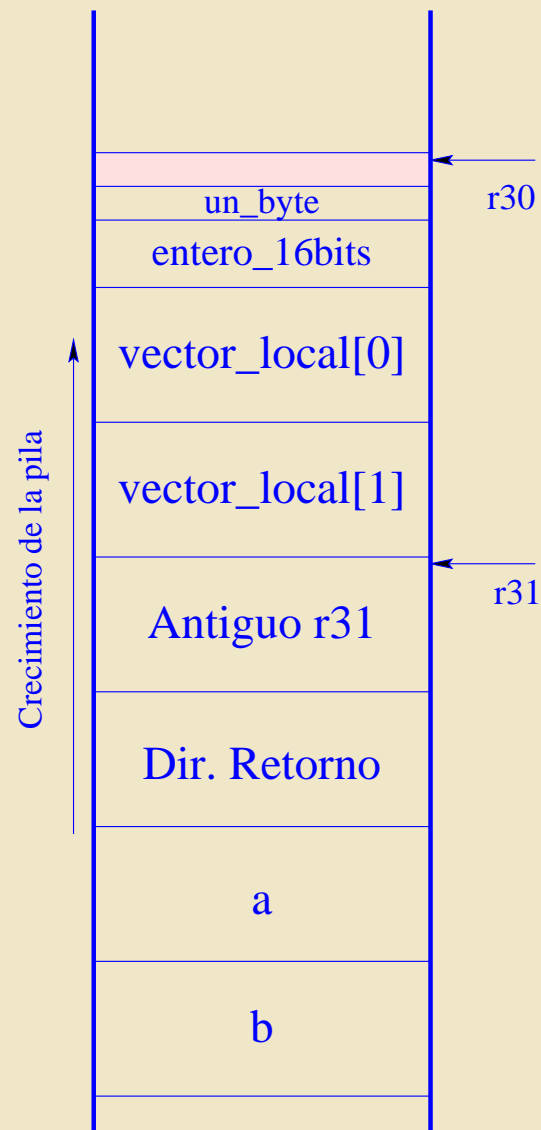 r30
un_byte
entero_16bits
vector_local[0]
vector_local[1]
r31
Antiguo r31
Dir. Retorno
a
b
Crecimiento de la pila